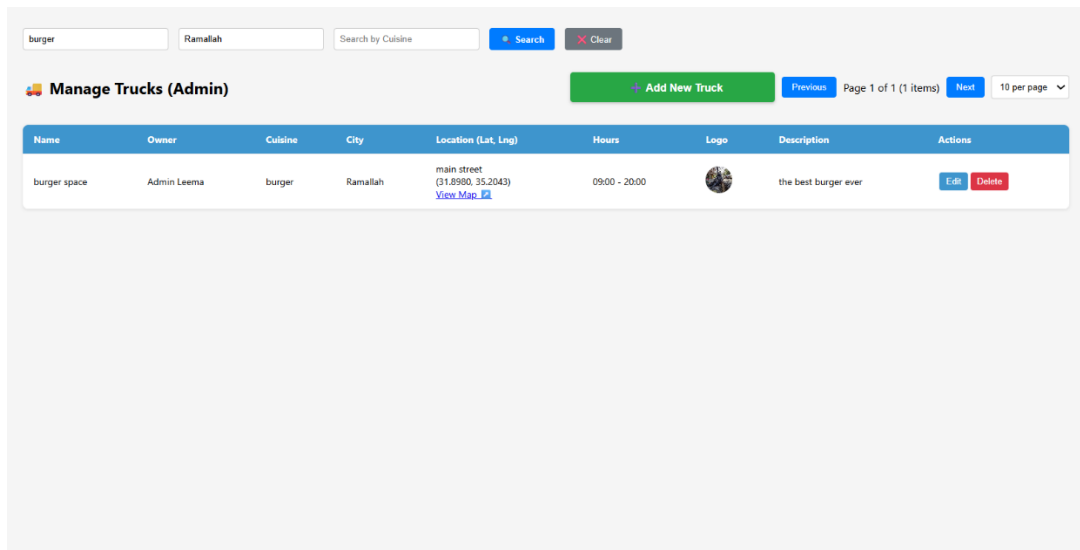 burger
Ramallah
Search by Cuisine
Search
Clear
Manage Trucks (Admin)
Add New Truck
Previous
Page 1 of 1 (1 items)
Next
10 per page
Name Owner Cuisine City Location (Lat, Lng) Hours Logo Description Actions
burger space Admin Leema burger Ramallah main street
(31.8980, 35.2043)
View Map
09:00 - 20:00 the best burger ever Edit Delete